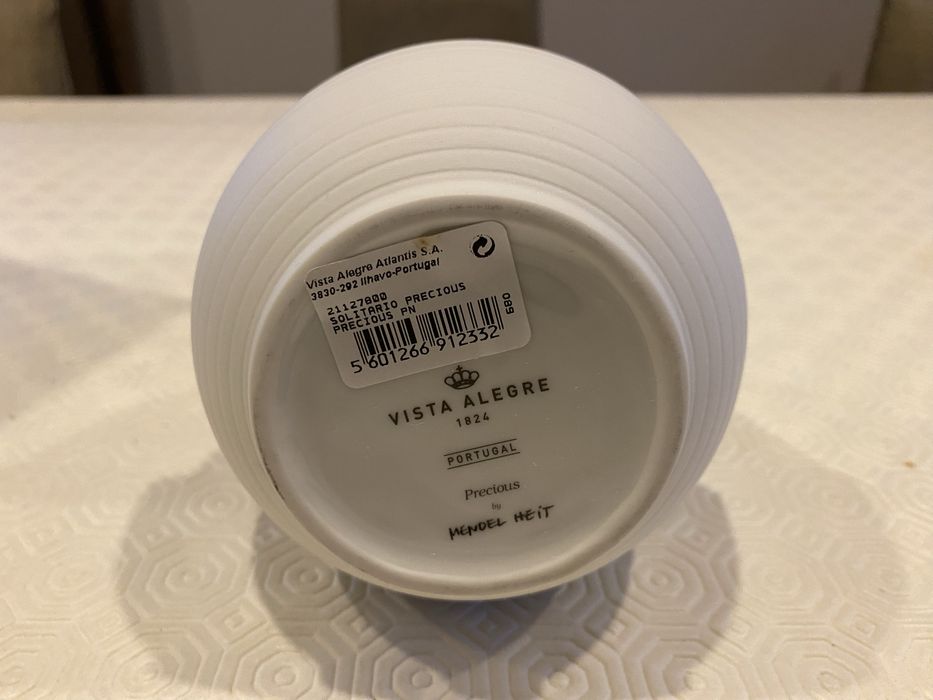 Vista Alegre Atlantis S.A.
3830-292 Ilhavo-Portugal
21127800
SOLITARIO PRECIOUS
PRECIOUS PN
680
5 601266 912332
VISTA ALEGRE
1824
PORTUGAL
Precious
by
MENDEL HEIT